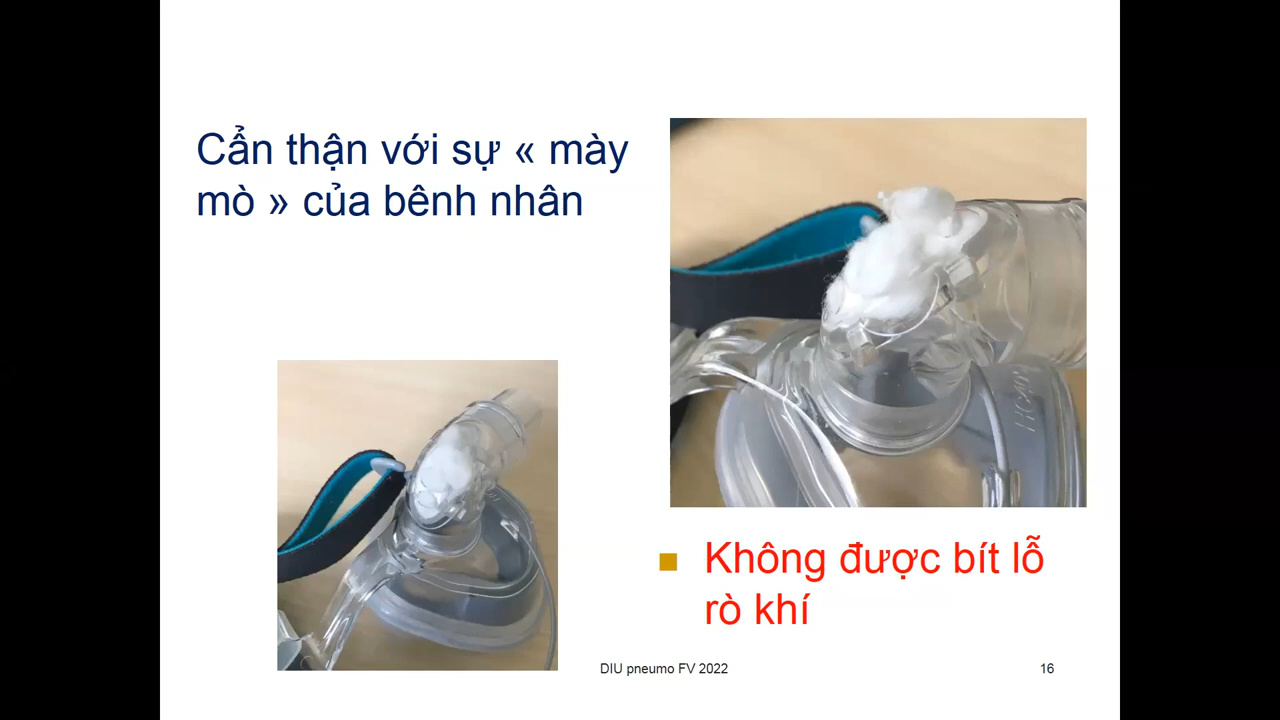 Cẩn thận với sự « mày
mò » của bênh nhân
Không được bít lỗ
rò khí
DIU pneumo FV 2022
16